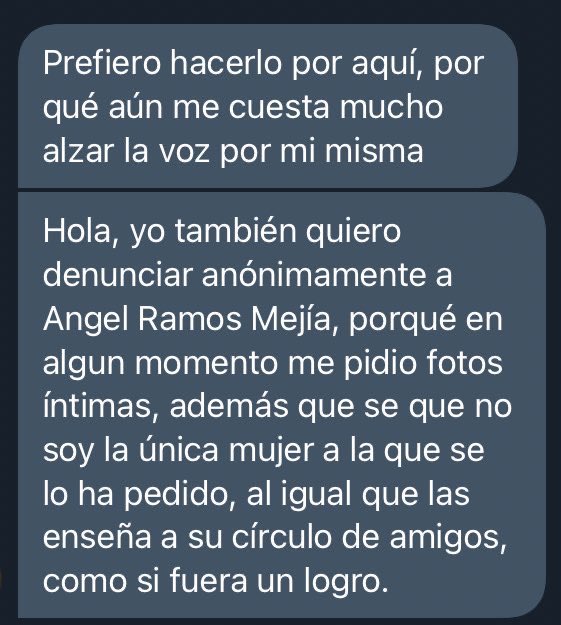 Prefiero hacerlo por aquí, por
qué aún me cuesta mucho
alzar la voz por mi misma
Hola, yo también quiero
denunciar anónimamente a
Angel Ramos Mejía, porqué en
algun momento me pidio fotos
íntimas, además que se que no
soy la única mujer a la que se
lo ha pedido, al igual que las
enseña a su círculo de amigos,
como si fuera un logro.